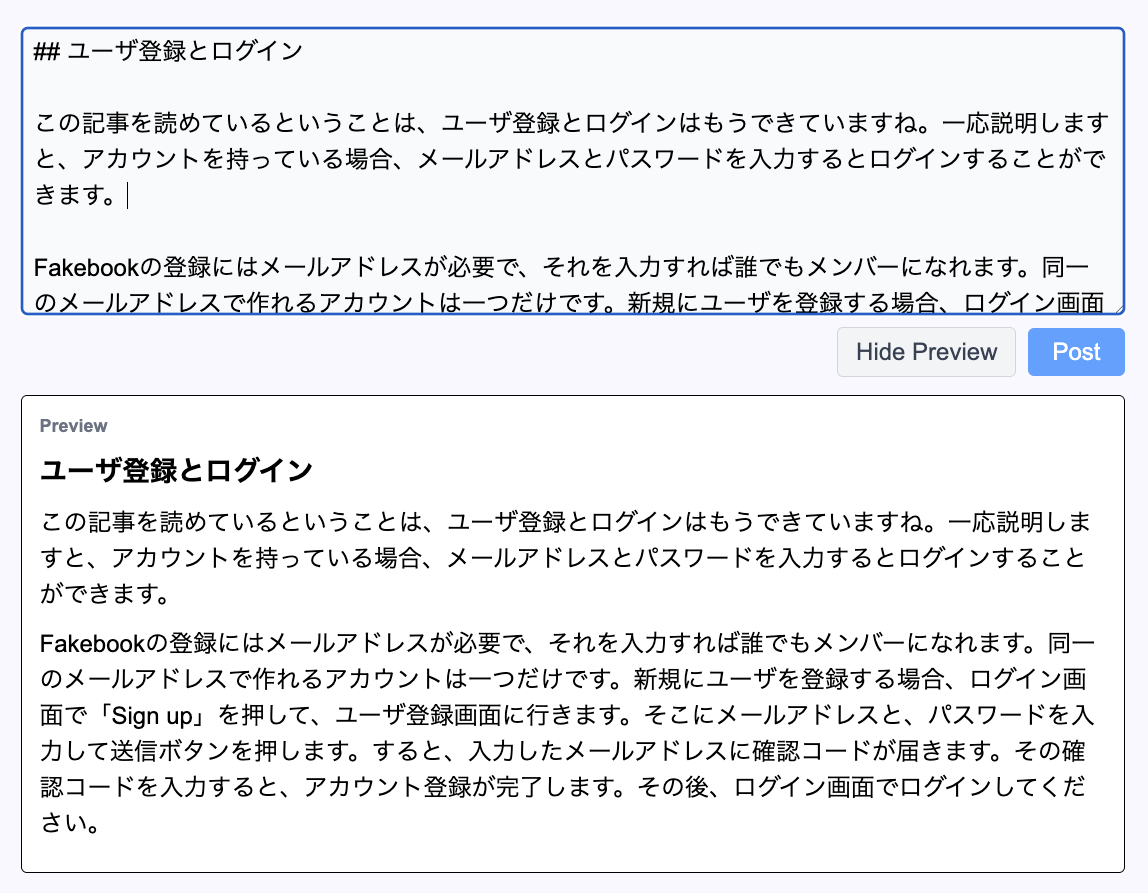 ## ユーザ登録とログイン
この記事を読めているということは、ユーザ登録とログインはもうできていますね。一応説明します
と、アカウントを持っている場合、メールアドレスとパスワードを入力するとログインすることがで
きます。
Fakebookの登録にはメールアドレスが必要で、それを入力すれば誰でもメンバーになれます。同一
のメールアドレスで作れるアカウントは一つだけです。新規にユーザを登録する場合、ログイン画面
Hide Preview
Post
Preview
ユーザ登録とログイン
この記事を読めているということは、ユーザ登録とログインはもうできていますね。一応説明しま
すと、アカウントを持っている場合、メールアドレスとパスワードを入力するとログインすること
ができます。
Fakebookの登録にはメールアドレスが必要で、それを入力すれば誰でもメンバーになれます。同一
のメールアドレスで作れるアカウントは一つだけです。新規にユーザを登録する場合、ログイン画
面で「Sign up」を押して、ユーザ登録画面に行きます。そこにメールアドレスと、パスワードを入
力して送信ボタンを押します。すると、入力したメールアドレスに確認コードが届きます。その確
認コードを入力すると、アカウント登録が完了します。その後、ログイン画面でログインしてくだ
さい。